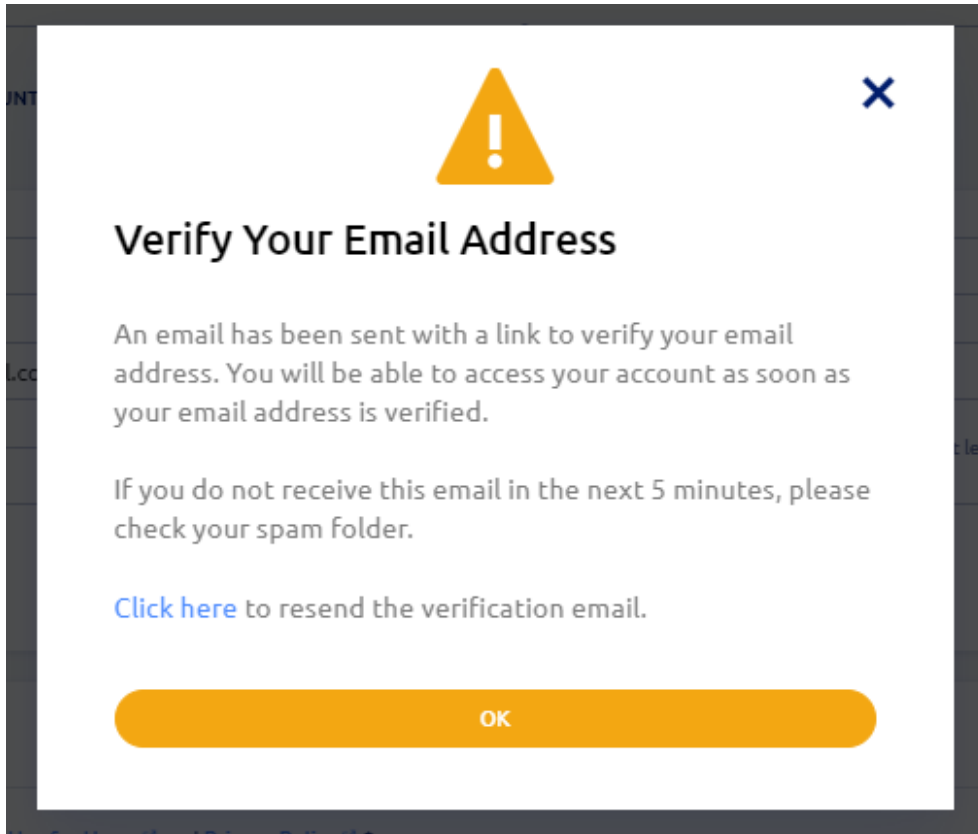 Verify Your Email Address
An email has been sent with a link to verify your email
address. You will be able to access your account as soon as
your email address is verified.
If you do not receive this email in the next 5 minutes, please
check your spam folder.
Click here to resend the verification email.
OK